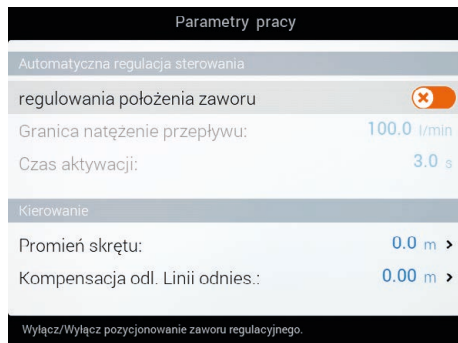 Parametry pracy
Automatyczna regulacja sterowania
regulowania położenia zaworu
Granica natężenie przepływu: 100.0 l/min
Czas aktywacji: 3.0 s
Kierowanie
Promień skrętu: 0.0 m >
Kompensacja odl. Linii odnies.: 0.00 m >
Wyłącz/Wyłącz pozycjonowanie zaworu regulacyjnego.